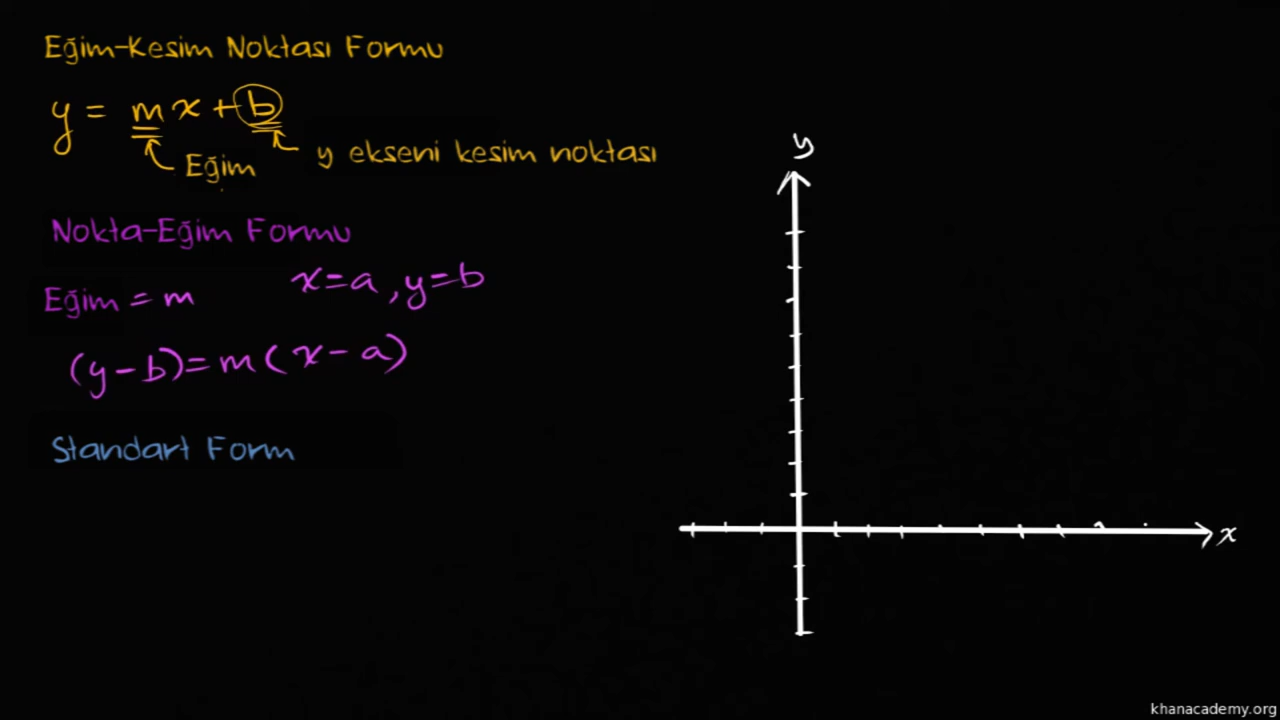 Eğim-Kesim Noktası Formu
y = mx + b
Eğim
y ekseni kesim noktası
Nokta-Eğim Formu
Eğim = m
x=a, y=b
(y-b)=m(x-a)
Standart Form
y
x
khanacademy.org